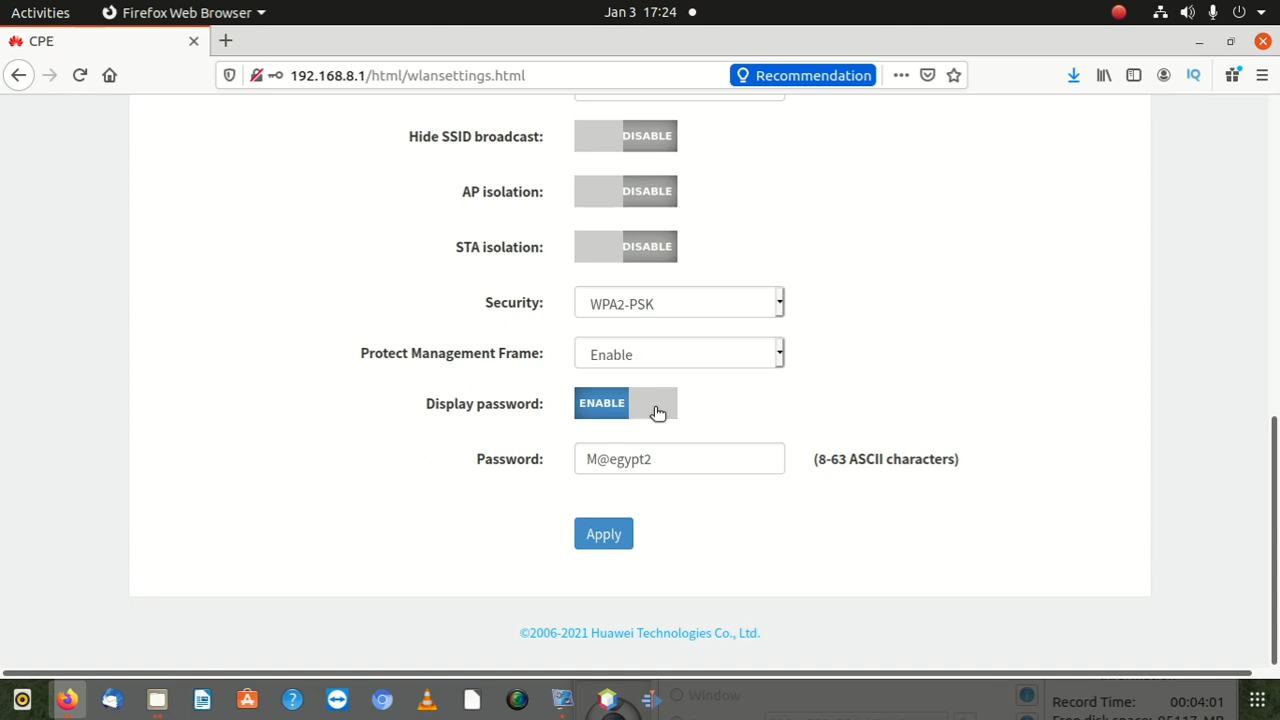 Activities Firefox Web Browser Jan 3 17:24
CPE
192.168.8.1/html/wlansettings.html Recommendation IQ
Hide SSID broadcast: DISABLE
AP isolation: DISABLE
STA isolation: DISABLE
Security: WPA2-PSK
Protect Management Frame: Enable
Display password: ENABLE
Password: M@egypt2 (8-63 ASCII characters)
Apply
©2006-2021 Huawei Technologies Co., Ltd.
Window
Record Time: 00:04:01